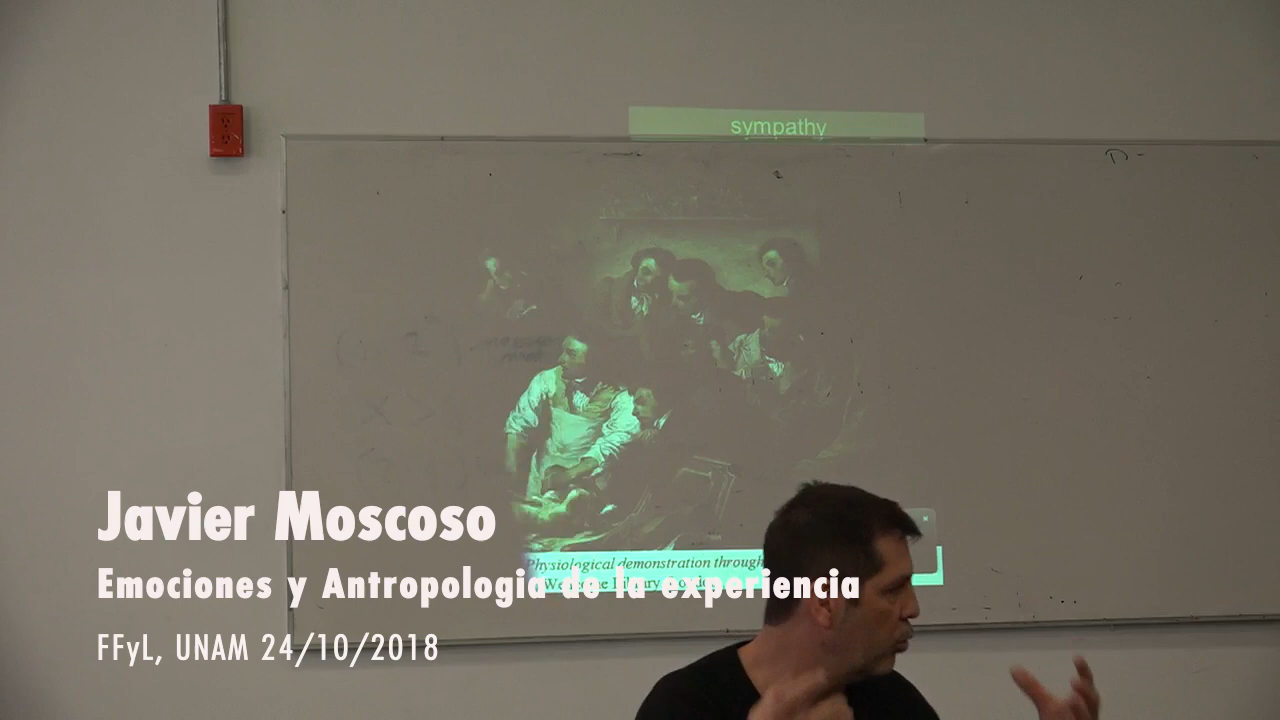 sympathy
Physiological demonstration through
Javier Moscoso
Emociones y Antropologia de la experiencia
FFyL, UNAM 24/10/2018